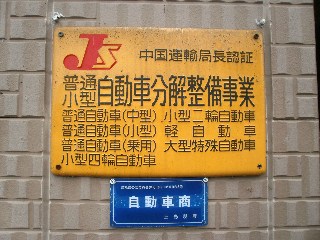 JS
中国運輸局長認証
普通
小型 自動車分解整備事業
普通自動車(中型) 小型二輪自動車
普通自動車(小型) 軽自動車
普通自動車(乗用) 大型特殊自動車
小型四輪自動車
自動車商